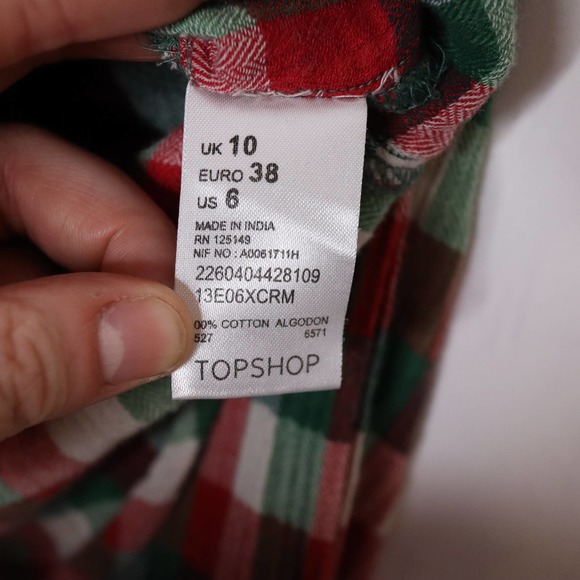 UK 10
EURO 38
US 6
MADE IN INDIA
RN 125149
NIF NO : A0061711H
2260404428109
13E06XCRM
00% COTTON ALGODON
527 6571
TOPSHOP